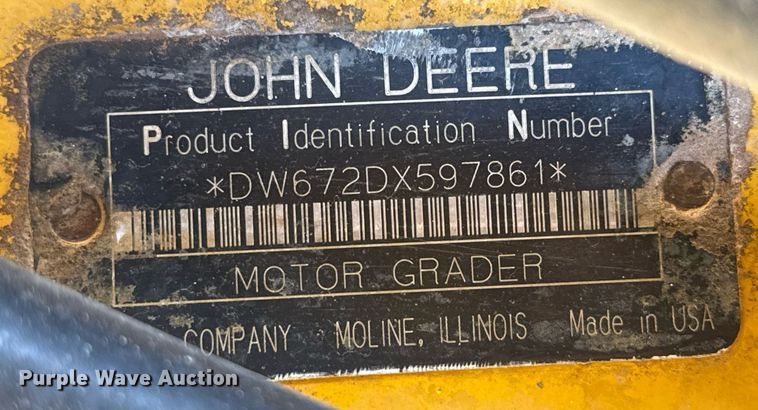 JOHN DEERE
Product Identification Number
*DW672DX597861*
MOTOR GRADER
COMPANY MOLINE, ILLINOIS Made in USA
Purple Wave Auction